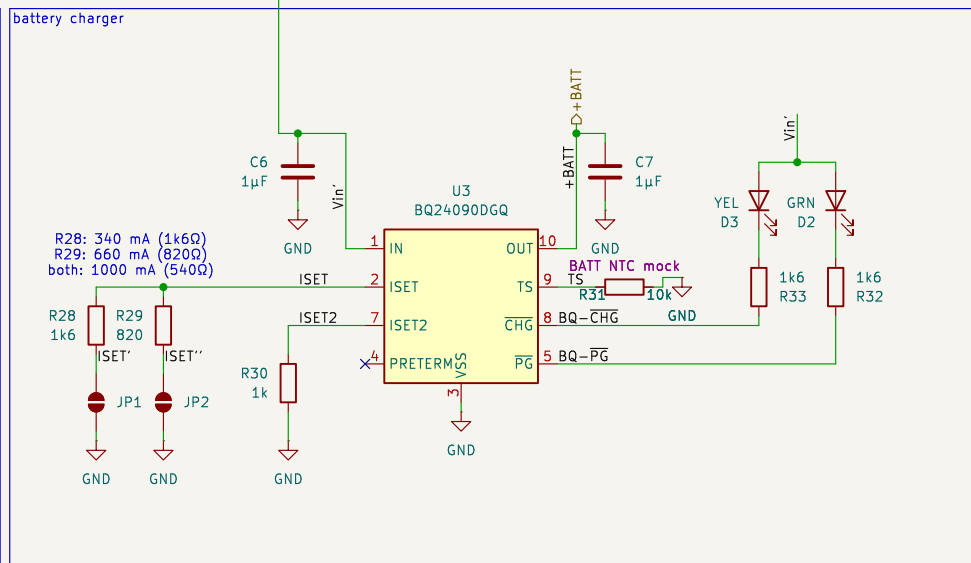 battery charger
+BATT
Vin'
C6
1µF
Vin'
+BATT
C7
1µF
U3
BQ24090DGQ
YEL
D3
GRN
D2
GND
GND
R28: 340 mA (1k6Ω)
R29: 660 mA (820Ω)
both: 1000 mA (540Ω)
1
IN
OUT
10
BATT NTC mock
ISET
2
ISET
TS
9
TS
R31
10k
GND
1k6
R33
1k6
R32
R28
1k6
R29
820
ISET2
7
ISET2
CHG
8
BQ-CHG
ISET'
ISET''
4
PRETERM
VSS
PG
5
BQ-PG
R30
1k
3
JP1
JP2
GND
GND
GND
GND